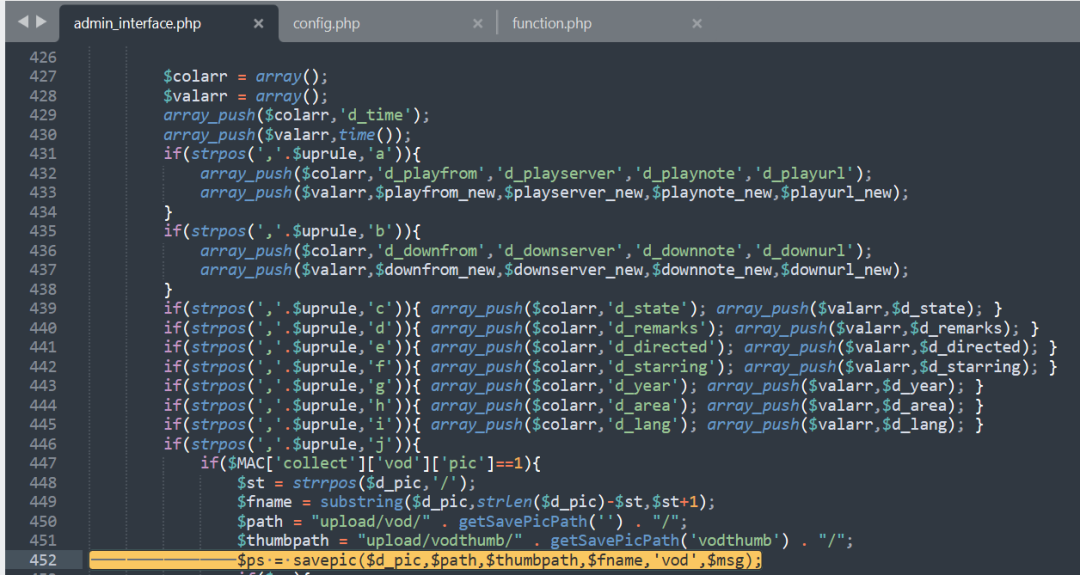 admin_interface.php × config.php × function.php ×
426
427 $colarr = array();
428 $valarr = array();
429 array_push($colarr,'d_time');
430 array_push($valarr,time());
431 if(strpos(','.$uprule,'a')){
432 array_push($colarr,'d_playfrom','d_playserver','d_playnote','d_playurl');
433 array_push($valarr,$playfrom_new,$playserver_new,$playnote_new,$playurl_new);
434 }
435 if(strpos(','.$uprule,'b')){
436 array_push($colarr,'d_downfrom','d_downserver','d_downnote','d_downurl');
437 array_push($valarr,$downfrom_new,$downserver_new,$downnote_new,$downurl_new);
438 }
439 if(strpos(','.$uprule,'c')){ array_push($colarr,'d_state'); array_push($valarr,$d_state); }
440 if(strpos(','.$uprule,'d')){ array_push($colarr,'d_remarks'); array_push($valarr,$d_remarks); }
441 if(strpos(','.$uprule,'e')){ array_push($colarr,'d_directed'); array_push($valarr,$d_directed); }
442 if(strpos(','.$uprule,'f')){ array_push($colarr,'d_starring'); array_push($valarr,$d_starring); }
443 if(strpos(','.$uprule,'g')){ array_push($colarr,'d_year'); array_push($valarr,$d_year); }
444 if(strpos(','.$uprule,'h')){ array_push($colarr,'d_area'); array_push($valarr,$d_area); }
445 if(strpos(','.$uprule,'i')){ array_push($colarr,'d_lang'); array_push($valarr,$d_lang); }
446 if(strpos(','.$uprule,'j')){
447 if($MAC['collect']['vod']['pic']==1){
448 $st = strrpos($d_pic,'/');
449 $fname = substring($d_pic,strlen($d_pic)-$st,$st+1);
450 $path = "upload/vod/" . getSavePicPath('') . "/";
451 $thumbpath = "upload/vodthumb/" . getSavePicPath('vodthumb') . "/";
452 $ps = savepic($d_pic,$path,$thumbpath,$fname,'vod',$msg);